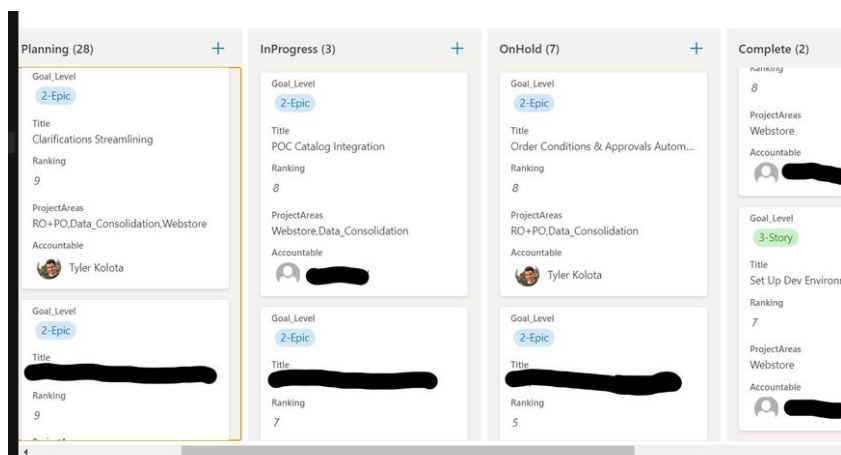 Planning (28)
+
Goal_Level
2-Epic
Title
Clarifications Streamlining
Ranking
9
ProjectAreas
RO+PO,Data_Consolidation,Webstore
Accountable
Tyler Kolota
Goal_Level
2-Epic
Title
Ranking
9
InProgress (3)
+
Goal_Level
2-Epic
Title
POC Catalog Integration
Ranking
8
ProjectAreas
Webstore,Data_Consolidation
Accountable
Goal_Level
2-Epic
Title
Ranking
7
OnHold (7)
+
Goal_Level
2-Epic
Title
Order Conditions & Approvals Autom...
Ranking
8
ProjectAreas
RO+PO,Data_Consolidation
Accountable
Tyler Kolota
Goal_Level
2-Epic
Title
Ranking
5
Complete (2)
Ranking
8
ProjectAreas
Webstore
Accountable
Goal_Level
3-Story
Title
Set Up Dev Environm
Ranking
7
ProjectAreas
Webstore
Accountable